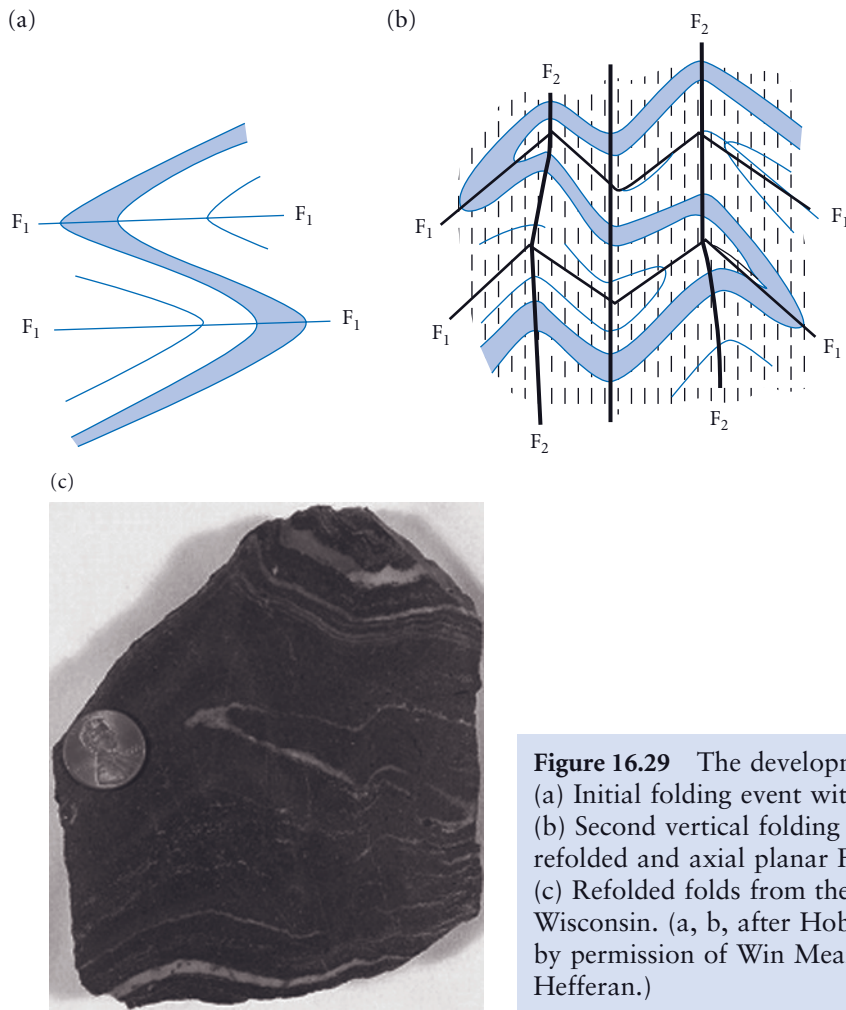 (a)
(b)
F₂
F₂
F₁
F₁
F₁
F₁
F₁
F₁
F₁
F₁
F₂
F₂
(c)
Figure 16.29 The developm
(a) Initial folding event wit
(b) Second vertical folding
refolded and axial planar F
(c) Refolded folds from the
Wisconsin. (a, b, after Hob
by permission of Win Mea
Hefferan.)